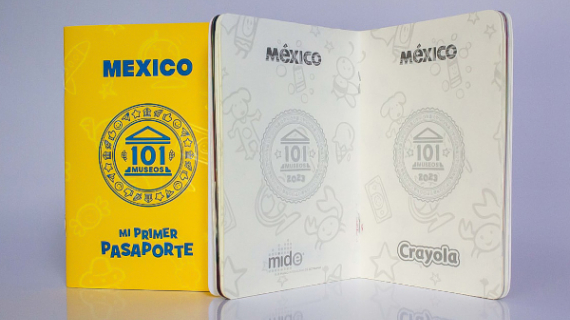 MEXICO
101
MUSEOS
MI PRIMER
PASAPORTE
MéXICO
101
MUSEOS
2023
mide
MéXICO
101
MUSEOS
2023
Crayola